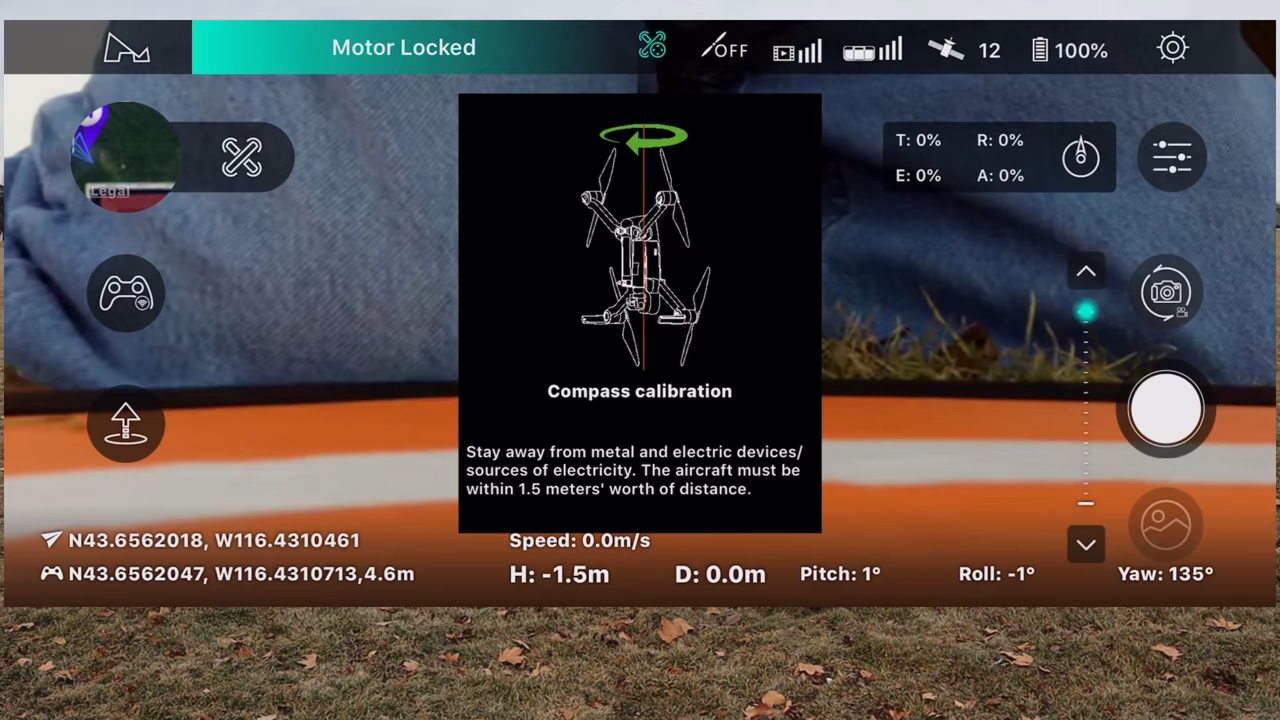 Motor Locked
OFF
12
100%
Legal
T: 0% R: 0%
E: 0% A: 0%
Compass calibration
Stay away from metal and electric devices/
sources of electricity. The aircraft must be
within 1.5 meters' worth of distance.
N43.6562018, W116.4310461
Speed: 0.0m/s
N43.6562047, W116.4310713,4.6m
H: -1.5m
D: 0.0m
Pitch: 1°
Roll: -1°
Yaw: 135°